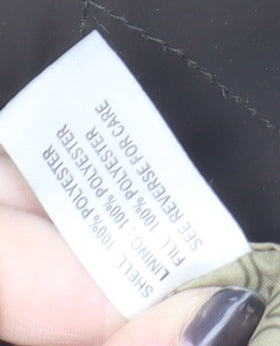 SHELL: 100% POLYESTER
LINING : 100% POLYESTER
FILL: 100% POLYESTER
SEE REVERSE FOR CARE